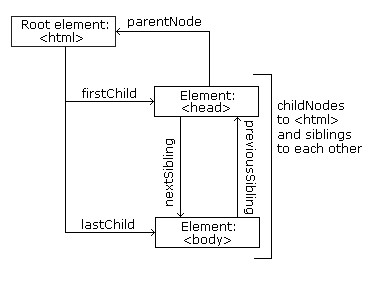 Root element:
<html>
parentNode
firstChild
Element:
<head>
childNodes
to <html>
and siblings
to each other
nextSibling
previousSibling
lastChild
Element:
<body>